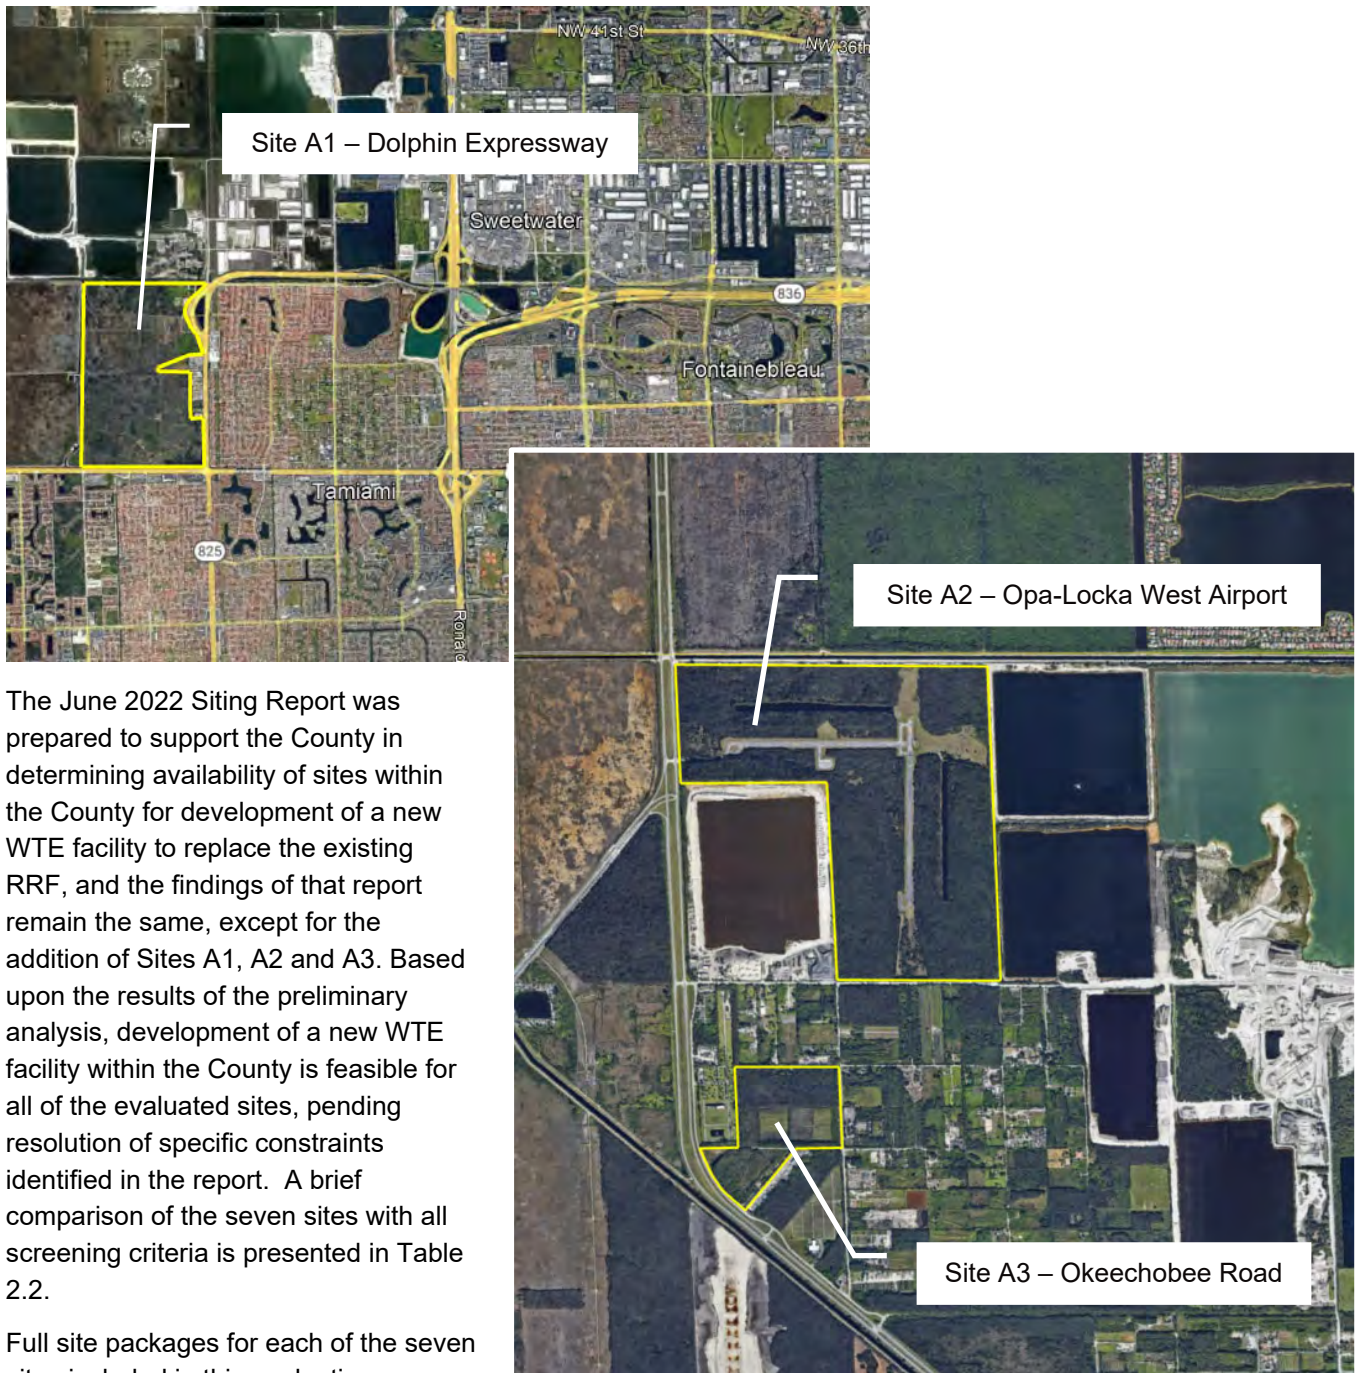 NW 41st St
NW 36th
Site A1 – Dolphin Expressway
Sweetwater
836
Fontainebleau
Tamiami
825
Ronald
Site A2 – Opa-Locka West Airport
Site A3 – Okeechobee Road
The June 2022 Siting Report was
prepared to support the County in
determining availability of sites within
the County for development of a new
WTE facility to replace the existing
RRF, and the findings of that report
remain the same, except for the
addition of Sites A1, A2 and A3. Based
upon the results of the preliminary
analysis, development of a new WTE
facility within the County is feasible for
all of the evaluated sites, pending
resolution of specific constraints
identified in the report.  A brief
comparison of the seven sites with all
screening criteria is presented in Table
2.2.
Full site packages for each of the seven